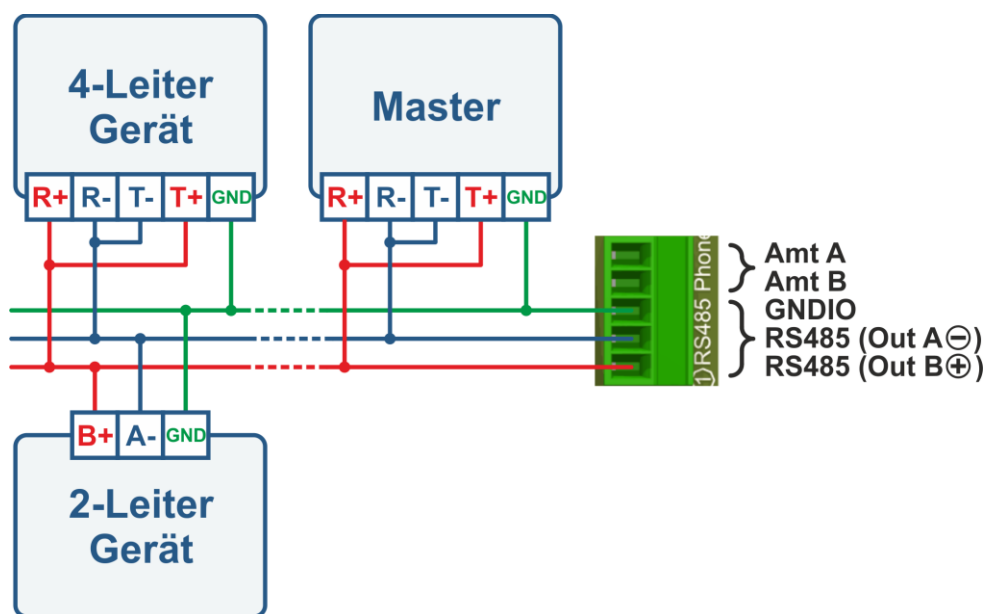 4-Leiter
Gerät
R+ R- T- T+ GND
Master
R+ R- T- T+ GND
1 RS485 Phone
Amt A
Amt B
GNDIO
RS485 (Out A⊖)
RS485 (Out B⊕)
B+ A- GND
2-Leiter
Gerät